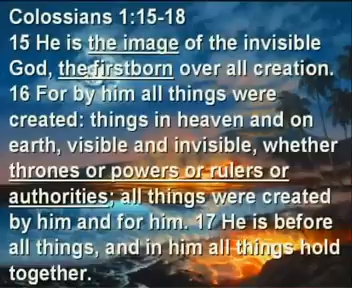 Colossians 1:15-18
15 He is the image of the invisible
God, the firstborn over all creation.
16 For by him all things were
created: things in heaven and on
earth, visible and invisible, whether
thrones or powers or rulers or
authorities; all things were created
by him and for him. 17 He is before
all things, and in him all things hold
together.